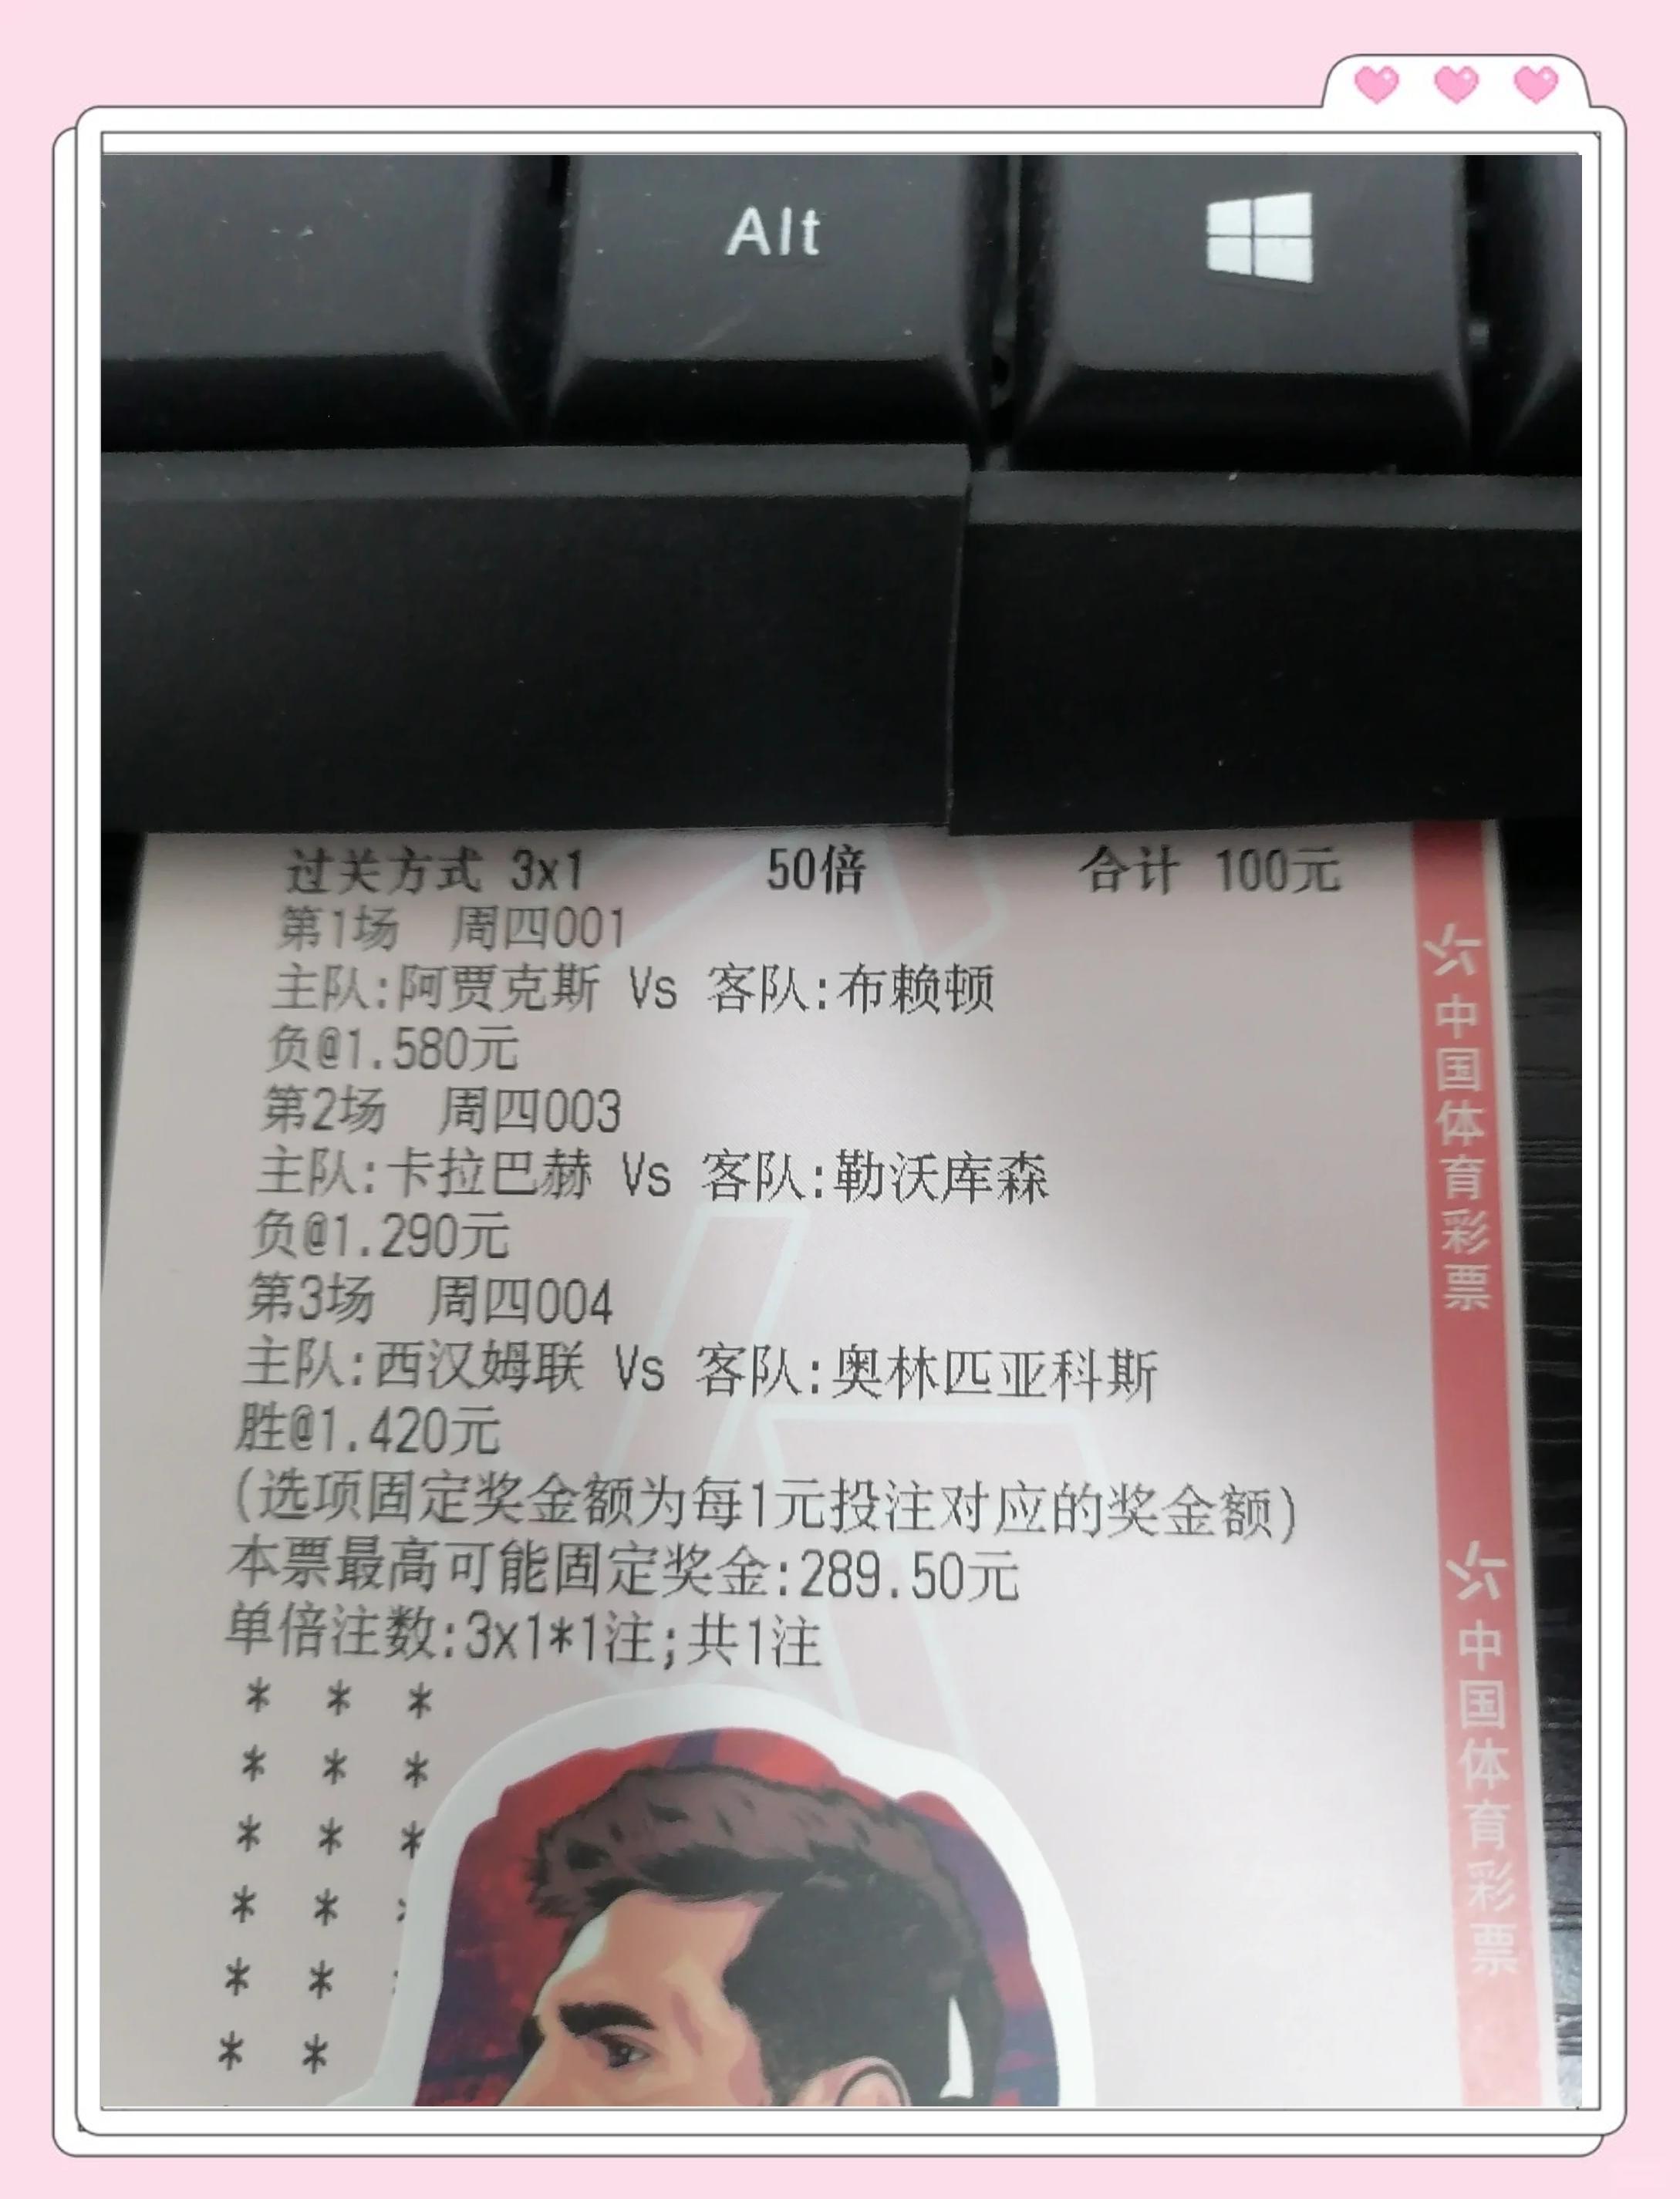 Alt
过关方式 3x1 50倍 合计 100元
第1场 周四001
主队:阿贾克斯 Vs 客队:布赖顿
负@1.580元
第2场 周四003
主队:卡拉巴赫 Vs 客队:勒沃库森
负@1.290元
第3场 周四004
主队:西汉姆联 Vs 客队:奥林匹亚科斯
胜@1.420元
(选项固定奖金额为每1元投注对应的奖金额)
本票最高可能固定奖金:289.50元
单倍注数:3x1*1注;共1注
* * *
* * *
* * *
* *
* *
* *
中国体育彩票
中国体育彩票